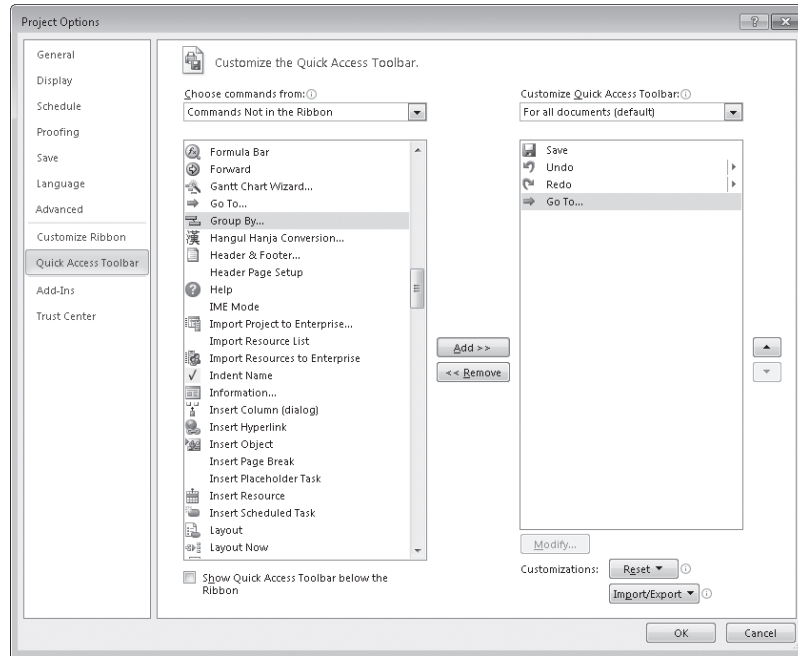 Project Options
General
Display
Schedule
Proofing
Save
Language
Advanced
Customize Ribbon
Quick Access Toolbar
Add-Ins
Trust Center
Customize the Quick Access Toolbar.
Choose commands from:
Commands Not in the Ribbon
Formula Bar
Forward
Gantt Chart Wizard...
Go To...
Group By...
Hangul Hanja Conversion...
Header & Footer...
Header Page Setup
Help
IME Mode
Import Project to Enterprise...
Import Resource List
Import Resources to Enterprise
Indent Name
Information...
Insert Column (dialog)
Insert Hyperlink
Insert Object
Insert Page Break
Insert Placeholder Task
Insert Resource
Insert Scheduled Task
Layout
Layout Now
Show Quick Access Toolbar below the
Ribbon
Add >>
<< Remove
Customize Quick Access Toolbar:
For all documents (default)
Save
Undo
Redo
Go To...
Modify...
Customizations:
Reset
Import/Export
OK
Cancel